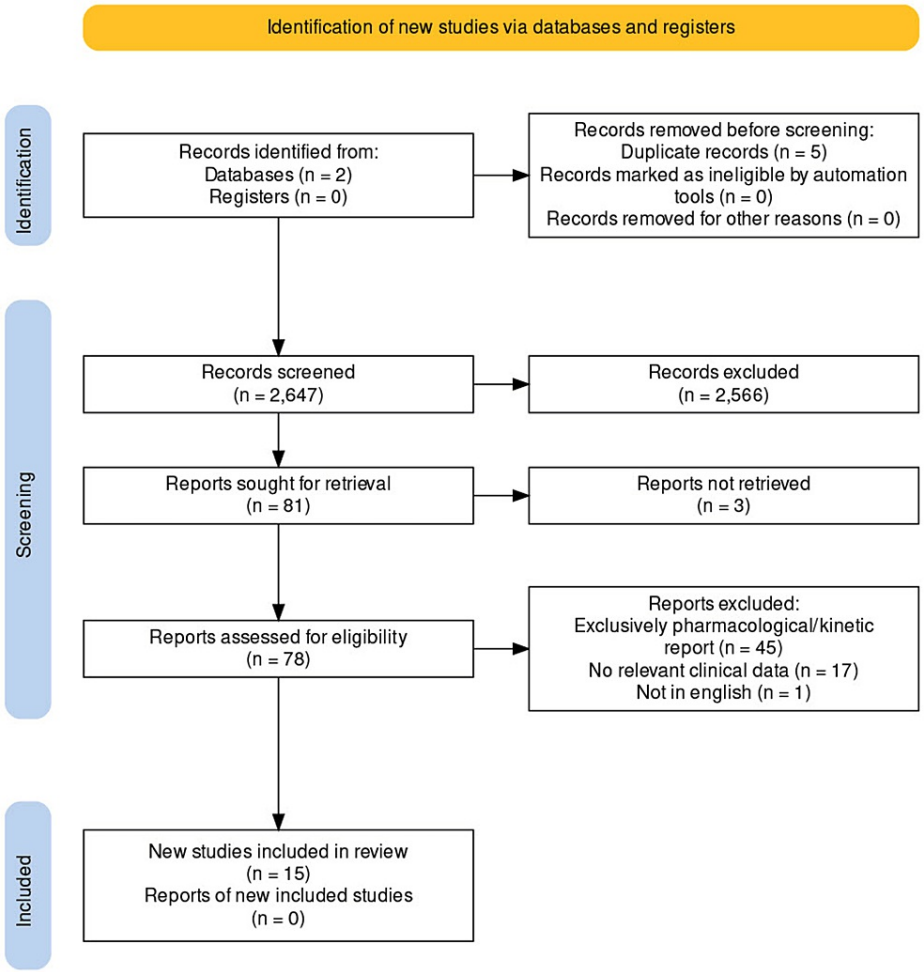 Identification of new studies via databases and registers
Identification
Records identified from:
Databases (n = 2)
Registers (n = 0)
Records removed before screening:
Duplicate records (n = 5)
Records marked as ineligible by automation
tools (n = 0)
Records removed for other reasons (n = 0)
Screening
Records screened
(n = 2,647)
Records excluded
(n = 2,566)
Reports sought for retrieval
(n = 81)
Reports not retrieved
(n = 3)
Reports assessed for eligibility
(n = 78)
Reports excluded:
Exclusively pharmacological/kinetic
report (n = 45)
No relevant clinical data (n = 17)
Not in english (n = 1)
Included
New studies included in review
(n = 15)
Reports of new included studies
(n = 0)